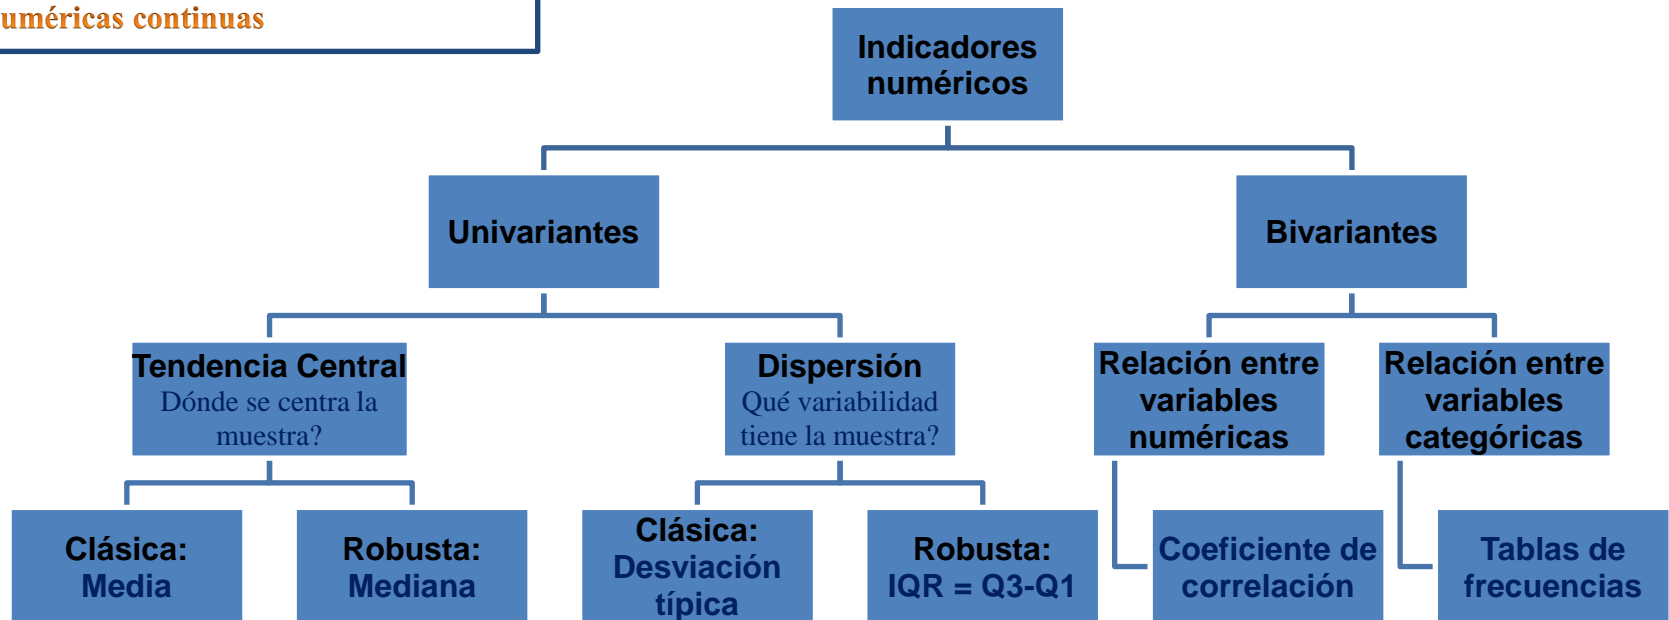 uméricas continuas
Indicadores
numéricos
Univariantes
Bivariantes
Tendencia Central
Dónde se centra la
muestra?
Dispersión
Qué variabilidad
tiene la muestra?
Relación entre
variables
numéricas
Relación entre
variables
categóricas
Clásica:
Media
Robusta:
Mediana
Clásica:
Desviación
típica
Robusta:
IQR = Q3-Q1
Coeficiente de
correlación
Tablas de
frecuencias